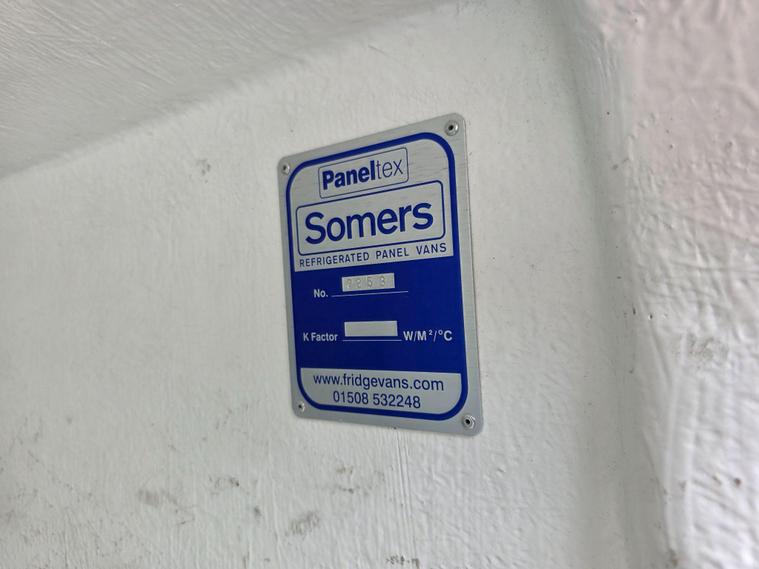 Paneltex
Somers
REFRIGERATED PANEL VANS
No.
K Factor W/M²/°C
www.fridgevans.com
01508 532248